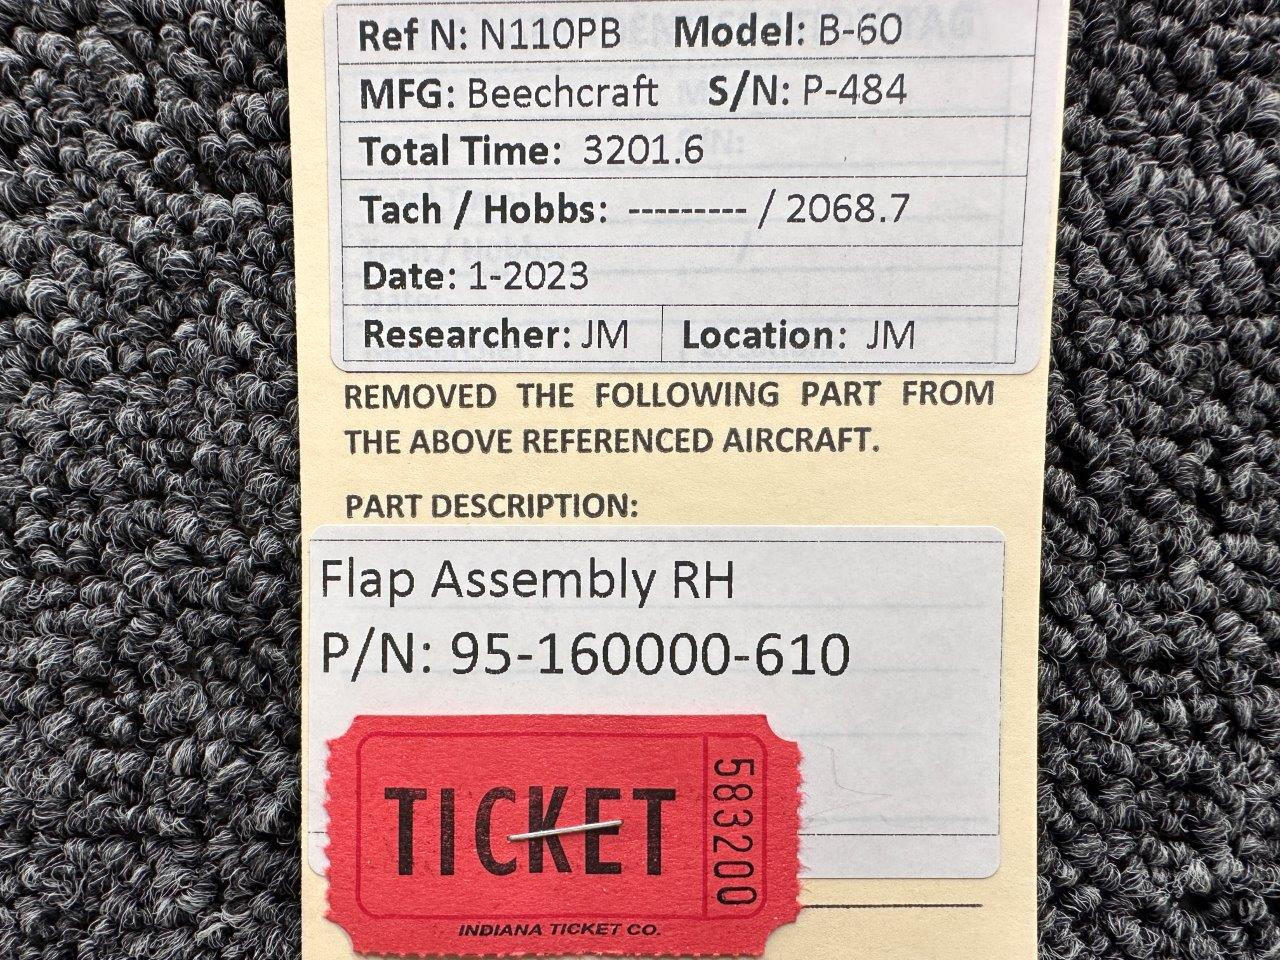 Ref N: N110PB Model: B-60
MFG: Beechcraft S/N: P-484
Total Time: 3201.6
Tach / Hobbs: --------- / 2068.7
Date: 1-2023
Researcher: JM Location: JM
REMOVED THE FOLLOWING PART FROM
THE ABOVE REFERENCED AIRCRAFT.
PART DESCRIPTION:
Flap Assembly RH
P/N: 95-160000-610
TICKET
583200
INDIANA TICKET CO.